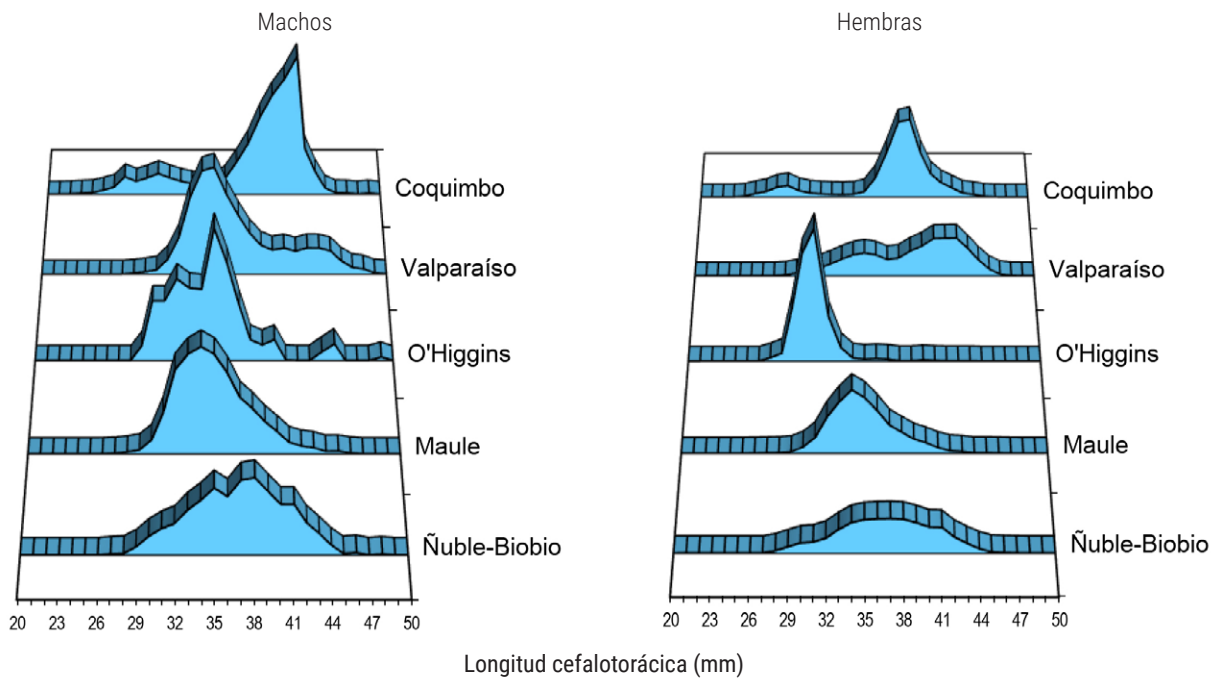 Machos
Hembras
Coquimbo
Valparaíso
O'Higgins
Maule
Ñuble-Biobio
20 23 26 29 32 35 38 41 44 47 50
Coquimbo
Valparaíso
O'Higgins
Maule
Ñuble-Biobio
20 23 26 29 32 35 38 41 44 47 50
Longitud cefalotorácica (mm)